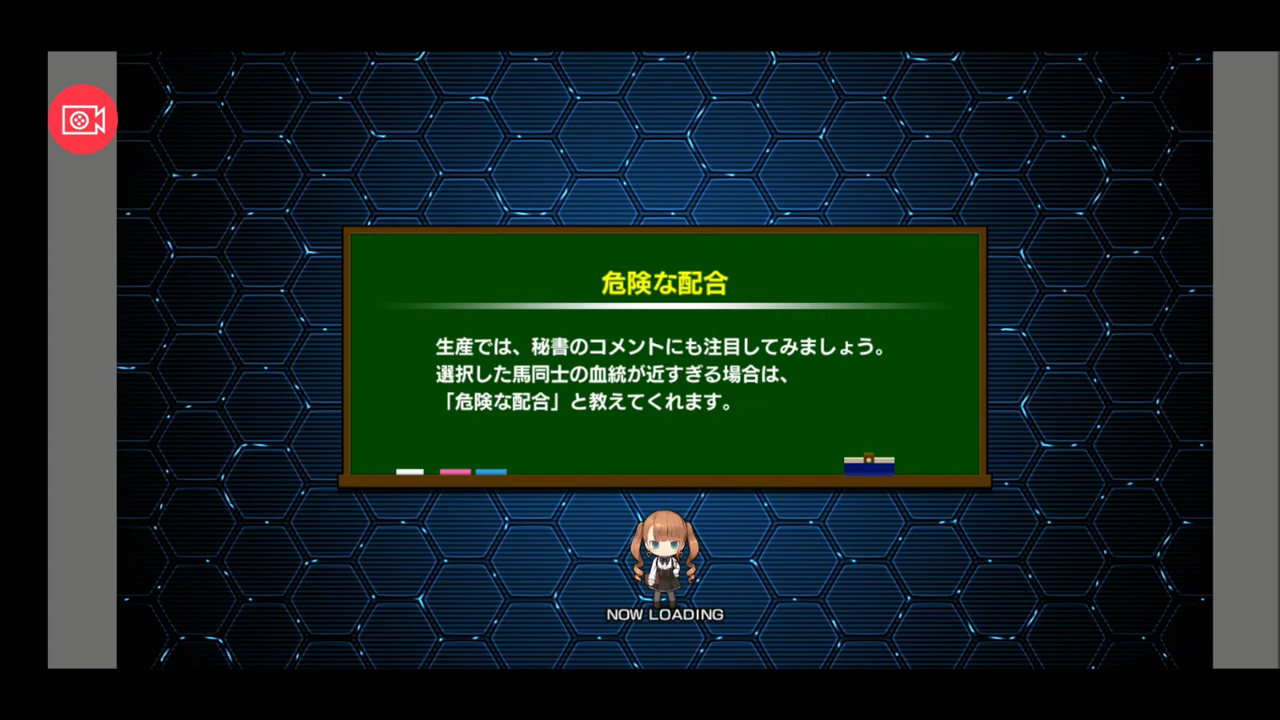 危険な配合
生産では、秘書のコメントにも注目してみましょう。
選択した馬同士の血統が近すぎる場合は、
「危険な配合」と教えてくれます。
NOW LOADING